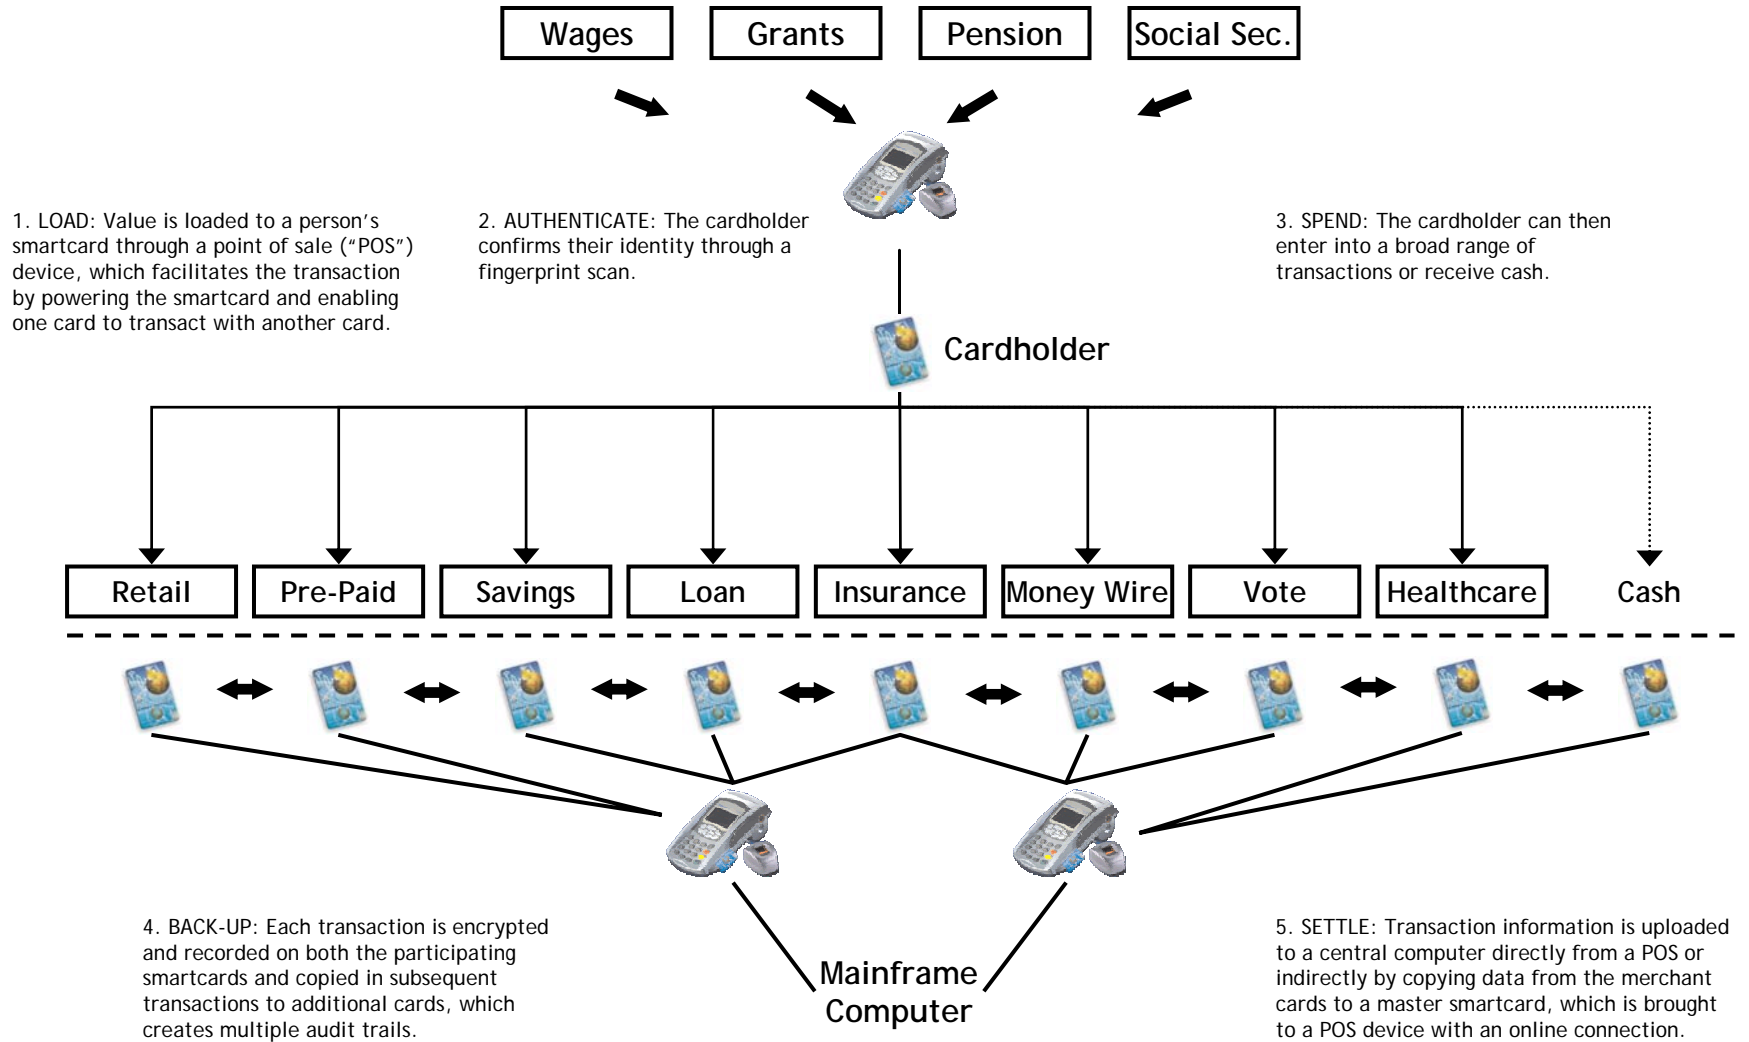 Wages
Grants
Pension
Social Sec.
1. LOAD: Value is loaded to a person's
smartcard through a point of sale (“POS”)
device, which facilitates the transaction
by powering the smartcard and enabling
one card to transact with another card.
2. AUTHENTICATE: The cardholder
confirms their identity through a
fingerprint scan.
3. SPEND: The cardholder can then
enter into a broad range of
transactions or receive cash.
Cardholder
Retail
Pre-Paid
Savings
Loan
Insurance
Money Wire
Vote
Healthcare
Cash
4. BACK-UP: Each transaction is encrypted
and recorded on both the participating
smartcards and copied in subsequent
transactions to additional cards, which
creates multiple audit trails.
Mainframe
Computer
5. SETTLE: Transaction information is uploaded
to a central computer directly from a POS or
indirectly by copying data from the merchant
cards to a master smartcard, which is brought
to a POS device with an online connection.